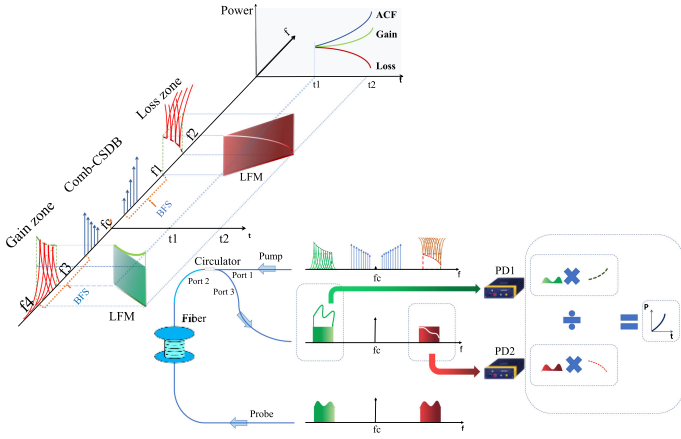 Power
f
ACF
Gain
Loss
t1
t2
t
Loss zone
f2
f1
LFM
Comb-CSDB
BFS
fc
t
t1
t2
Gain zone
f3
f4
BFS
LFM
Circulator
Port 2
Port 1
Port 3
Pump
fc
f
PD1
Fiber
fc
f
PD2
P
t
Probe
fc
f